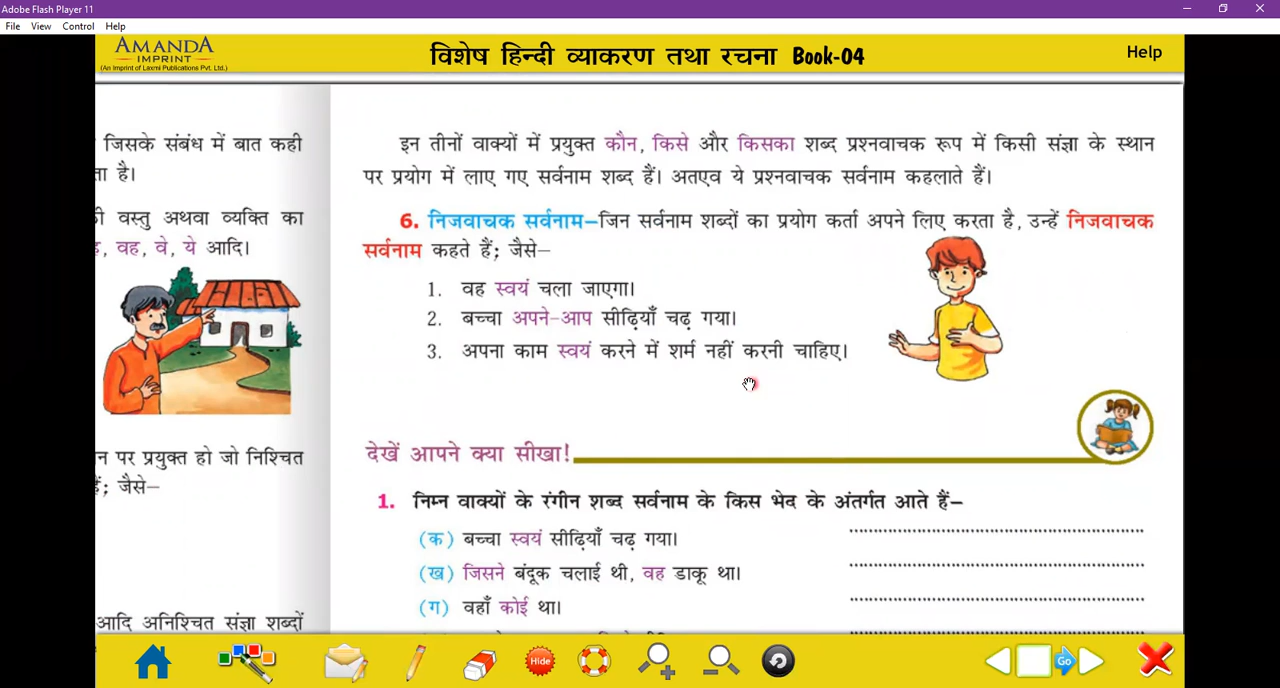 Adobe Flash Player 11
File View Control Help
AMANDA
IMPRINT
(An Imprint of Laxmi Publications Pvt. Ltd.)
विशेष हिन्दी व्याकरण तथा रचना Book-04
Help
जिसके संबंध में बात कही
है।
वस्तु अथवा व्यक्ति का
वह, वे, ये आदि।
पर प्रयुक्त हो जो निश्चित
जैसे–
आदि अनिश्चित संज्ञा शब्दों
इन तीनों वाक्यों में प्रयुक्त कौन, किसे और किसका शब्द प्रश्नवाचक रूप में किसी संज्ञा के स्थान
पर प्रयोग में लाए गए सर्वनाम शब्द हैं। अतएव ये प्रश्नवाचक सर्वनाम कहलाते हैं।
6. निजवाचक सर्वनाम–जिन सर्वनाम शब्दों का प्रयोग कर्ता अपने लिए करता है, उन्हें निजवाचक
सर्वनाम कहते हैं; जैसे–
1. वह स्वयं चला जाएगा।
2. बच्चा अपने-आप सीढ़ियाँ चढ़ गया।
3. अपना काम स्वयं करने में शर्म नहीं करनी चाहिए।
देखें आपने क्या सीखा!
1. निम्न वाक्यों के रंगीन शब्द सर्वनाम के किस भेद के अंतर्गत आते हैं–
(क) बच्चा स्वयं सीढ़ियाँ चढ़ गया।
(ख) जिसने बंदूक चलाई थी, वह डाकू था।
(ग) वहाँ कोई था।
Hide
Go